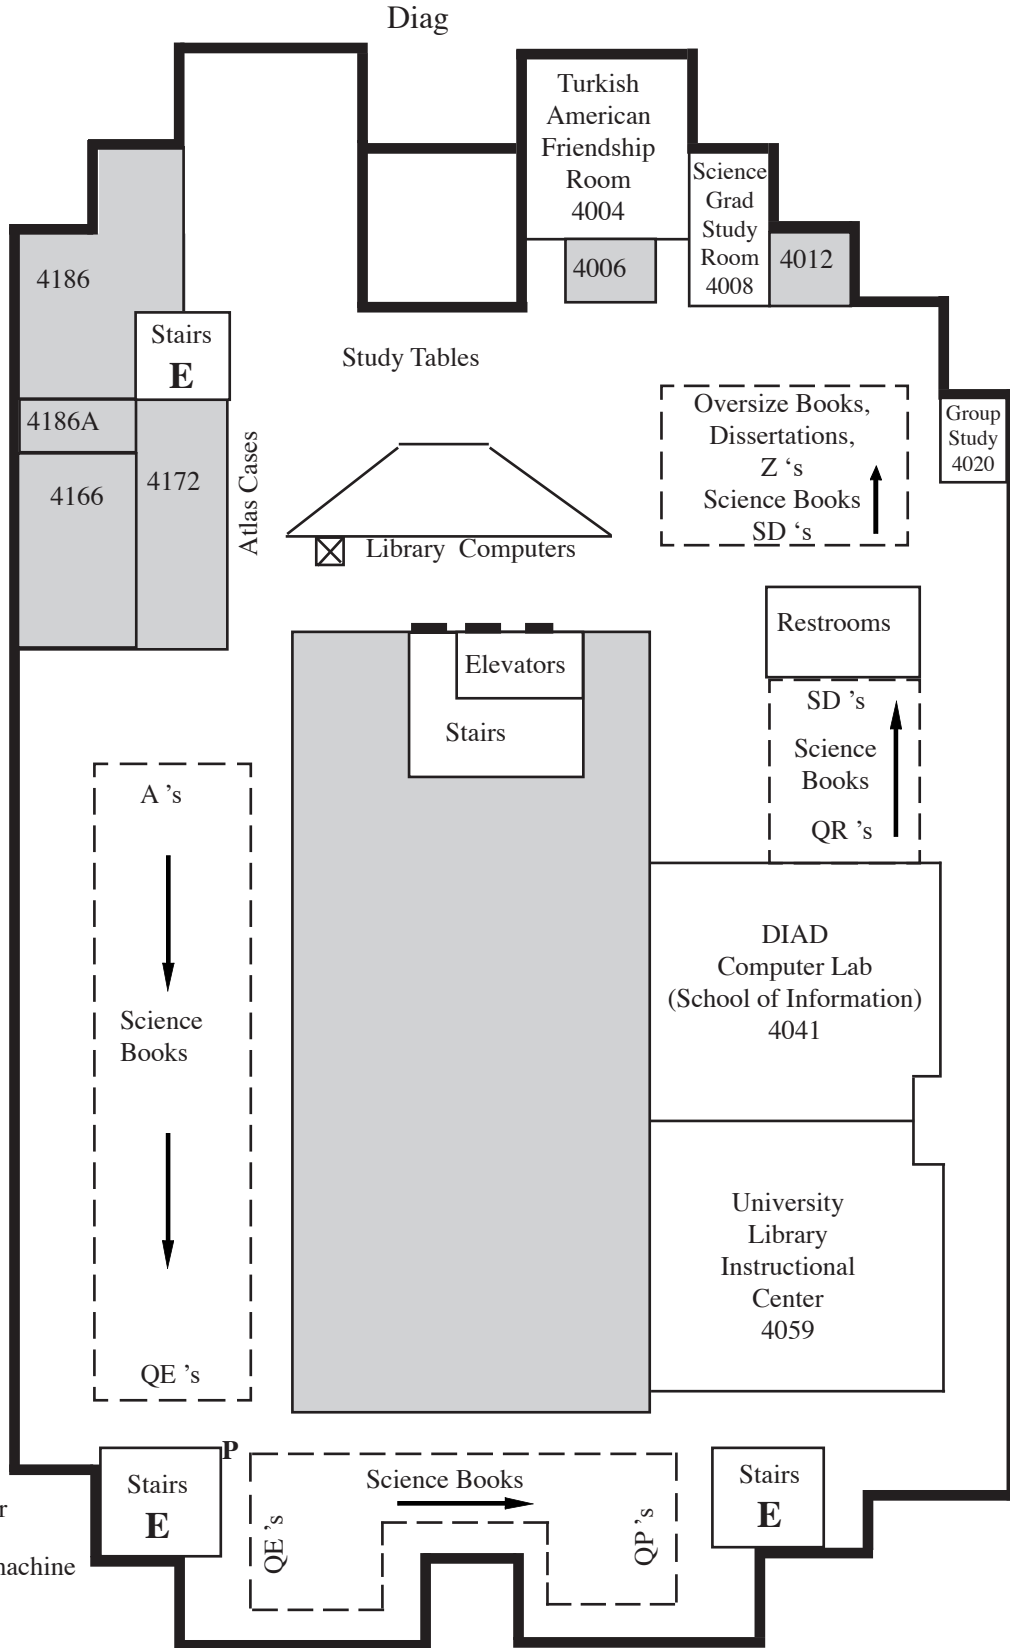 Diag
Turkish
American
Friendship
Room
4004
Science
Grad
Study
Room
4008
4006
4012
4186
Stairs
E
Study Tables
4186A
4166
4172
Atlas Cases
Oversize Books,
Dissertations,
Z ‘s
Science Books
SD ‘s
Group
Study
4020
Library Computers
Restrooms
Elevators
Stairs
SD ’s
Science
Books
QR ’s
A ’s
Science
Books
QE ’s
DIAD
Computer Lab
(School of Information)
4041
University
Library
Instructional
Center
4059
P
Stairs
E
Science Books
QE ’s
QP ’s
Stairs
E
r
achine